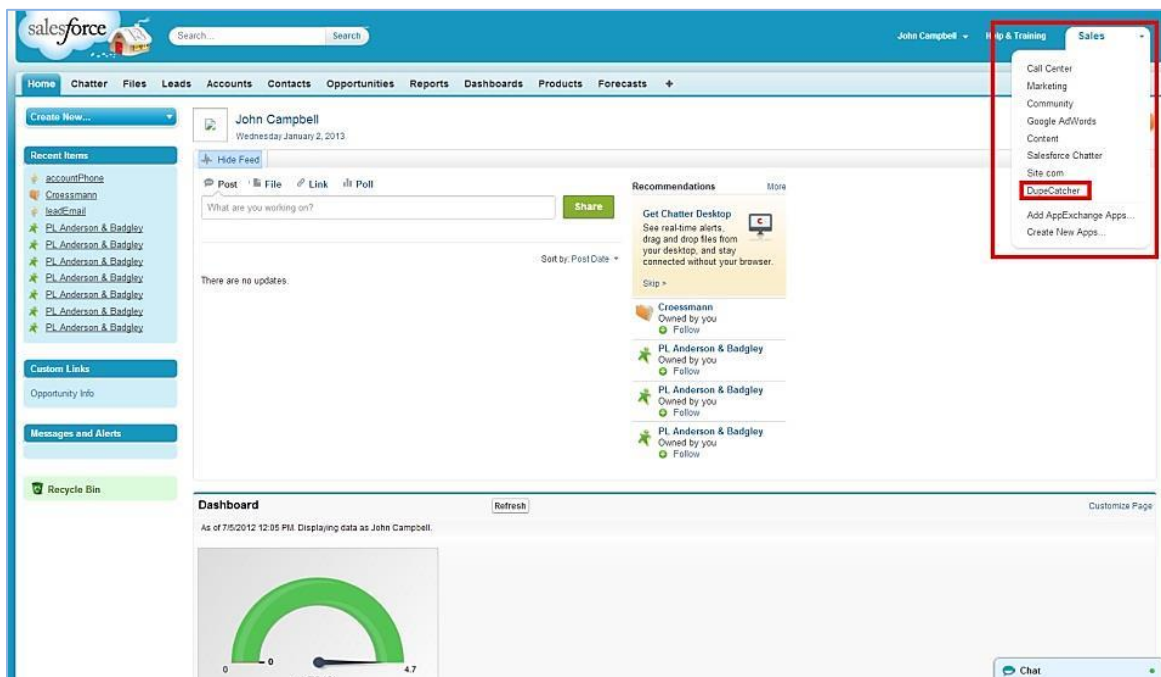 salesforce
Search...
Search
John Campbell
Help & Training
Sales
Call Center
Marketing
Community
Google AdWords
Content
Salesforce Chatter
Site.com
DupeCatcher
Add AppExchange Apps...
Create New Apps...
Home Chatter Files Leads Accounts Contacts Opportunities Reports Dashboards Products Forecasts +
Create New...
Recent Items
accountPhone
Croessmann
leadEmail
PL Anderson & Badgley
PL Anderson & Badgley
PL Anderson & Badgley
PL Anderson & Badgley
PL Anderson & Badgley
PL Anderson & Badgley
PL Anderson & Badgley
Custom Links
Opportunity Info
Messages and Alerts
Recycle Bin
John Campbell
Wednesday January 2, 2013
Hide Feed
Post File Link Poll
What are you working on?
Share
Sort by: Post Date
There are no updates.
Recommendations More
Get Chatter Desktop
See real-time alerts,
drag and drop files from
your desktop, and stay
connected without your browser.
Skip >
Croessmann
Owned by you
Follow
PL Anderson & Badgley
Owned by you
Follow
PL Anderson & Badgley
Owned by you
Follow
PL Anderson & Badgley
Owned by you
Follow
Dashboard
Refresh
Customize Page
As of 7/5/2012 12:05 PM. Displaying data as John Campbell.
0
0
4.7
Chat